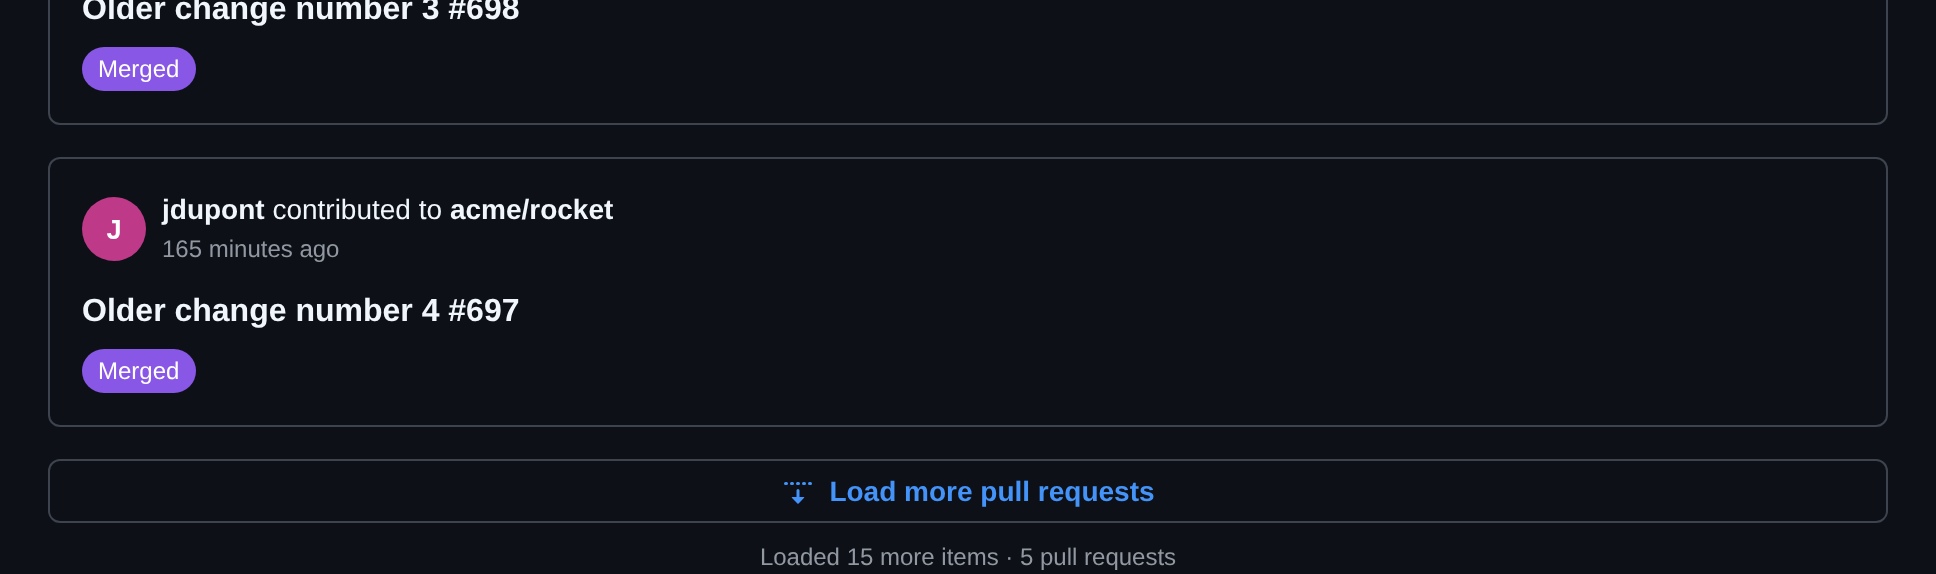 Older change number 3 #698
Merged
J
jdupont contributed to acme/rocket
165 minutes ago
Older change number 4 #697
Merged
Load more pull requests
Loaded 15 more items · 5 pull requests